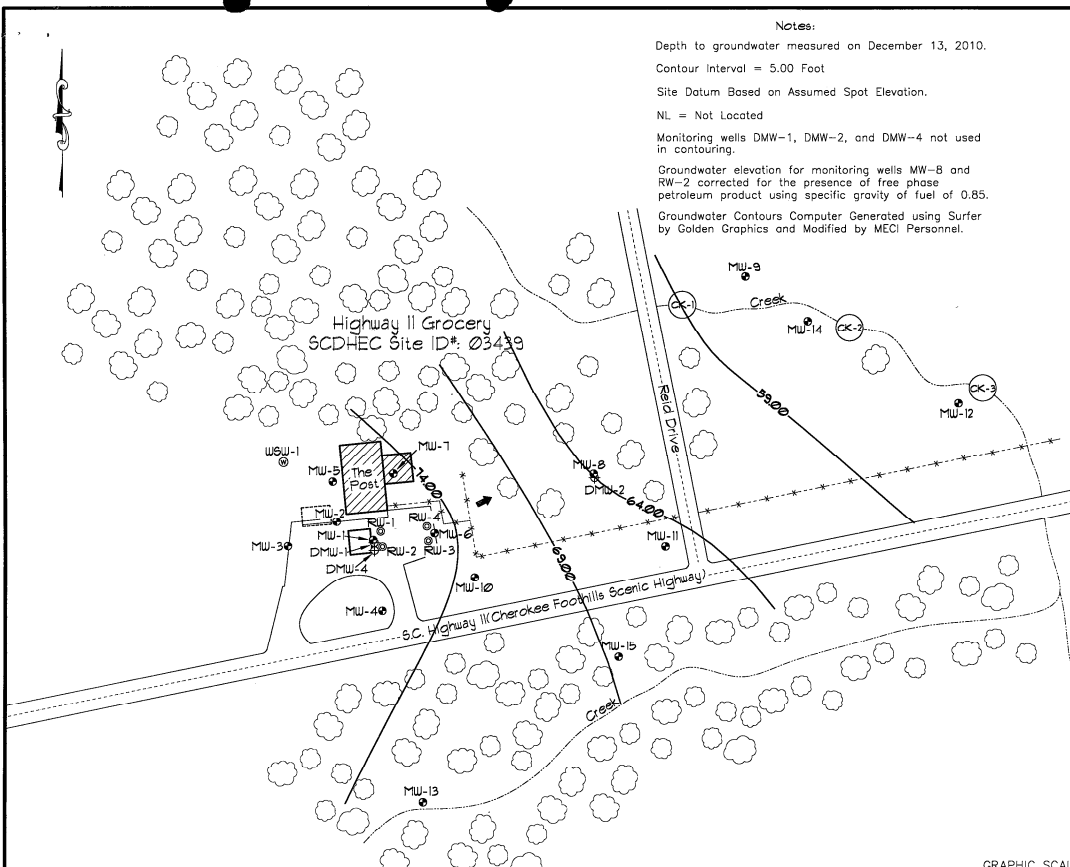 Notes:
Depth to groundwater measured on December 13, 2010.
Contour Interval = 5.00 Foot
Site Datum Based on Assumed Spot Elevation.
NL = Not Located
Monitoring wells DMW-1, DMW-2, and DMW-4 not used
in contouring.
Groundwater elevation for monitoring wells MW-8 and
RW-2 corrected for the presence of free phase
petroleum product using specific gravity of fuel of 0.85.
Groundwater Contours Computer Generated using Surfer
by Golden Graphics and Modified by MECI Personnel.
MW-9
CK-1
Creek
MW-14
CK-2
Highway 11 Grocery
SCDHEC Site ID#: 03439
CK-3
Reid Drive
59.00
MW-12
WSW-1
MW-7
MW-5
The
Post
74.00
MW-8
DMW-2
64.00
MW-2
RW-1
RW-4
MW-1
MW-6
MW-3
DMW-1
RW-2
RW-3
MW-11
DMW-4
69.00
MW-10
MW-4
S.C. Highway 11(Cherokee Foothills Scenic Highway)
MW-15
Creek
MW-13
GRAPHIC SCAL